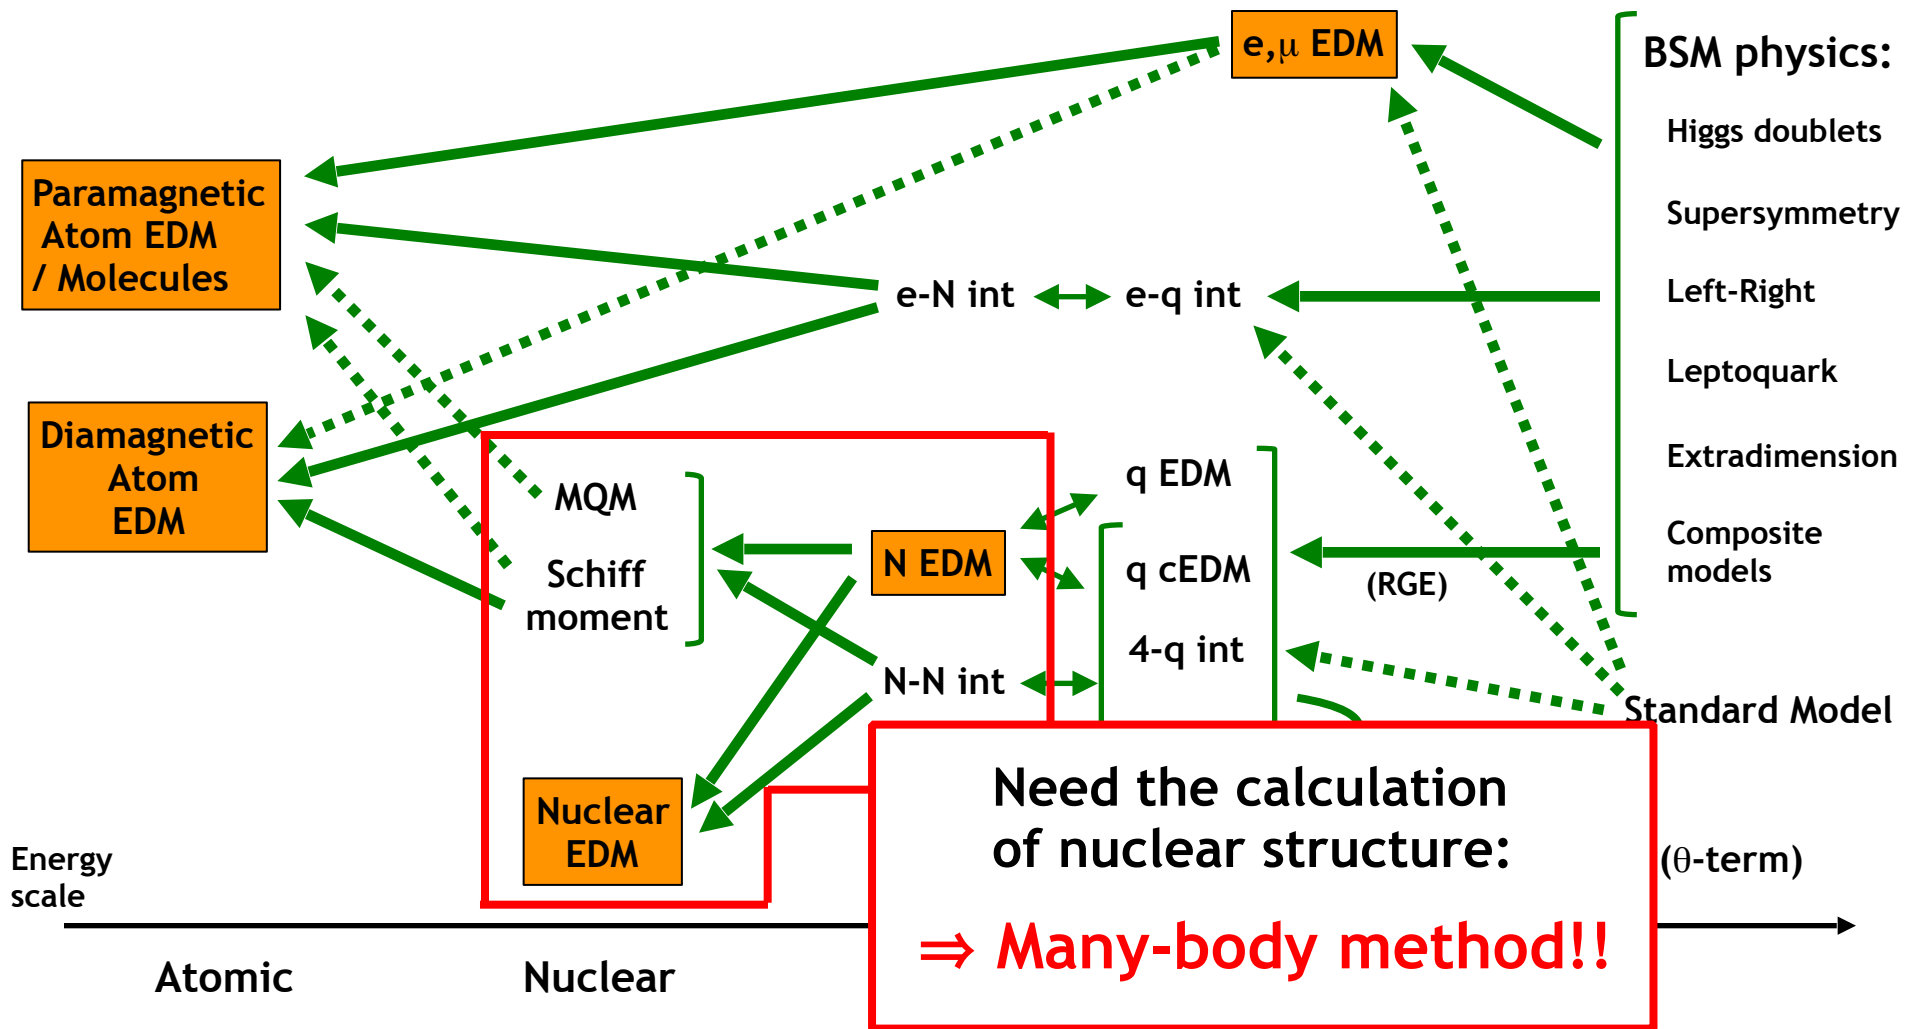 e,μ EDM
BSM physics:
Higgs doublets
Supersymmetry
Left-Right
Leptoquark
Extradimension
Composite
models
Paramagnetic
Atom EDM
/ Molecules
e-N int
e-q int
Diamagnetic
Atom
EDM
MQM
Schiff
moment
N EDM
N-N int
q EDM
q cEDM
4-q int
(RGE)
Standard Model
Nuclear
EDM
Need the calculation
of nuclear structure:
⇒ Many-body method!!
(θ-term)
Energy
scale
Atomic
Nuclear